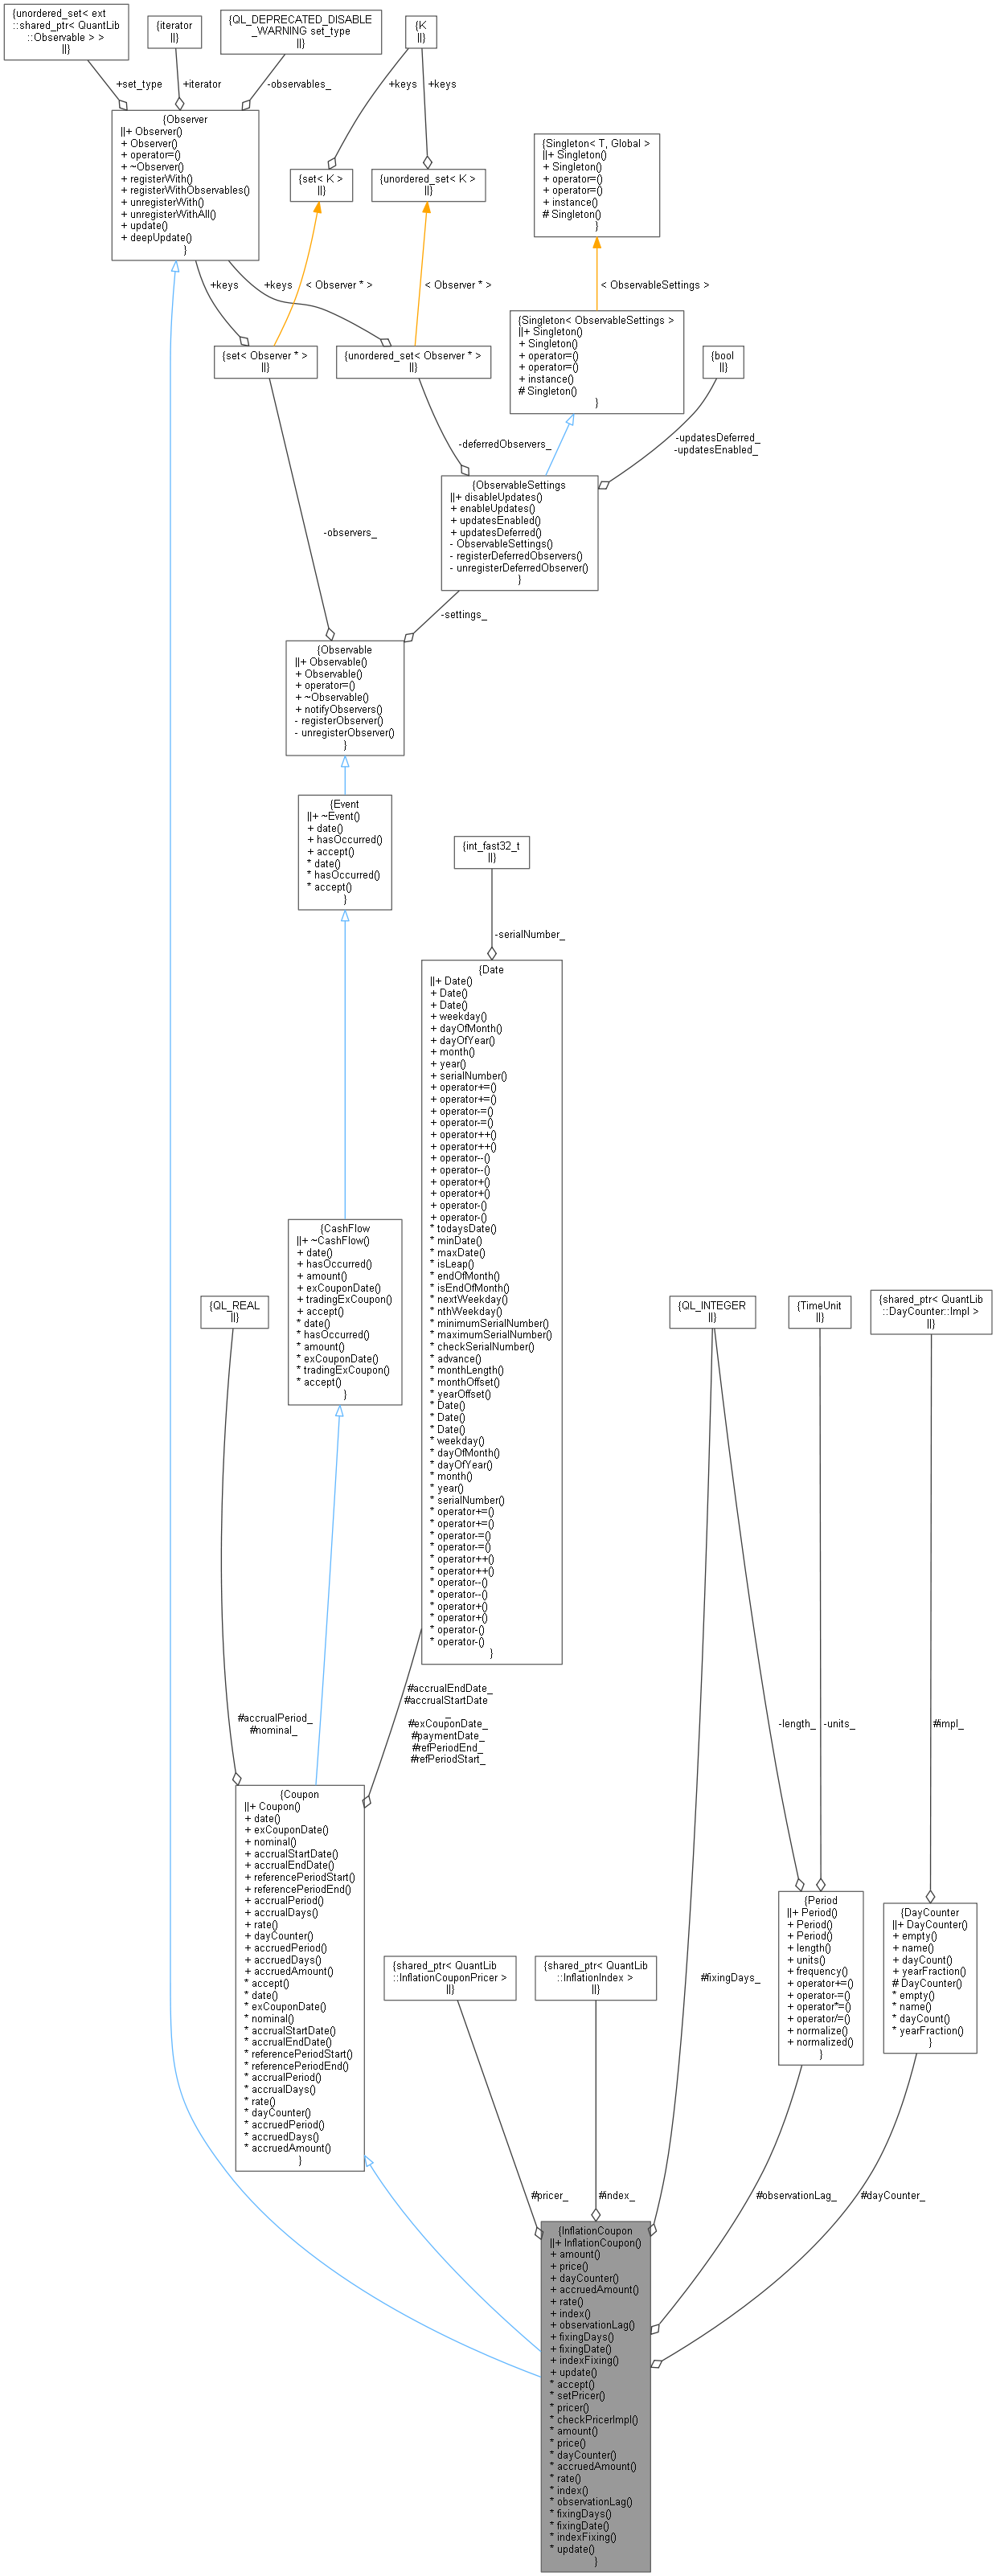 {unordered_set< ext
::shared_ptr< QuantLib
::Observable > >
||}
{iterator
||}
{QL_DEPRECATED_DISABLE
_WARNING set_type
||}
{K
||}
+set_type
+iterator
-observables_
+keys
+keys
{Observer
||+ Observer()
+ Observer()
+ operator=()
+ ~Observer()
+ registerWith()
+ registerWithObservables()
+ unregisterWith()
+ unregisterWithAll()
+ update()
+ deepUpdate()
}
{set< K >
||}
{unordered_set< K >
||}
{Singleton< T, Global >
||+ Singleton()
+ Singleton()
+ operator=()
+ operator=()
+ instance()
# Singleton()
}
+keys
+keys
< Observer * >
< Observer * >
< ObservableSettings >
{set< Observer * >
||}
{unordered_set< Observer * >
||}
{Singleton< ObservableSettings >
||+ Singleton()
+ Singleton()
+ operator=()
+ operator=()
+ instance()
# Singleton()
}
{bool
||}
-deferredObservers_
-updatesDeferred_
-updatesEnabled_
{ObservableSettings
||+ disableUpdates()
+ enableUpdates()
+ updatesEnabled()
+ updatesDeferred()
- ObservableSettings()
- registerDeferredObservers()
- unregisterDeferredObserver()
}
-observers_
-settings_
{Observable
||+ Observable()
+ Observable()
+ operator=()
+ ~Observable()
+ notifyObservers()
- registerObserver()
- unregisterObserver()
}
{Event
||+ ~Event()
+ date()
+ hasOccurred()
+ accept()
* date()
* hasOccurred()
* accept()
}
{int_fast32_t
||}
-serialNumber_
{Date
||+ Date()
+ Date()
+ Date()
+ weekday()
+ dayOfMonth()
+ dayOfYear()
+ month()
+ year()
+ serialNumber()
+ operator+=()
+ operator+=()
+ operator-=()
+ operator-=()
+ operator++()
+ operator++()
+ operator--()
+ operator--()
+ operator+()
+ operator+()
+ operator-()
+ operator-()
* todaysDate()
* minDate()
* maxDate()
* isLeap()
* endOfMonth()
* isEndOfMonth()
* nextWeekday()
* nthWeekday()
* minimumSerialNumber()
* maximumSerialNumber()
* checkSerialNumber()
* advance()
* monthLength()
* monthOffset()
* yearOffset()
* Date()
* Date()
* Date()
* weekday()
* dayOfMonth()
* dayOfYear()
* month()
* year()
* serialNumber()
* operator+=()
* operator+=()
* operator-=()
* operator-=()
* operator++()
* operator++()
* operator--()
* operator--()
* operator+()
* operator+()
* operator-()
* operator-()
}
{CashFlow
||+ ~CashFlow()
+ date()
+ hasOccurred()
+ amount()
+ exCouponDate()
+ tradingExCoupon()
+ accept()
* date()
* hasOccurred()
* amount()
* exCouponDate()
* tradingExCoupon()
* accept()
}
{QL_REAL
||}
{QL_INTEGER
||}
{TimeUnit
||}
{shared_ptr< QuantLib
::DayCounter::Impl >
||}
#accrualPeriod_
#nominal_
#accrualEndDate_
#accrualStartDate
_
#exCouponDate_
#paymentDate_
#refPeriodEnd_
#refPeriodStart_
-length_
-units_
#impl_
{Coupon
||+ Coupon()
+ date()
+ exCouponDate()
+ nominal()
+ accrualStartDate()
+ accrualEndDate()
+ referencePeriodStart()
+ referencePeriodEnd()
+ accrualPeriod()
+ accrualDays()
+ rate()
+ dayCounter()
+ accruedPeriod()
+ accruedDays()
+ accruedAmount()
* accept()
* date()
* exCouponDate()
* nominal()
* accrualStartDate()
* accrualEndDate()
* referencePeriodStart()
* referencePeriodEnd()
* accrualPeriod()
* accrualDays()
* rate()
* dayCounter()
* accruedPeriod()
* accruedDays()
* accruedAmount()
}
{Period
||+ Period()
+ Period()
+ Period()
+ length()
+ units()
+ frequency()
+ operator+=()
+ operator-=()
+ operator*=()
+ operator/=()
+ normalize()
+ normalized()
}
{DayCounter
||+ DayCounter()
+ empty()
+ name()
+ dayCount()
+ yearFraction()
# DayCounter()
* empty()
* name()
* dayCount()
* yearFraction()
}
{shared_ptr< QuantLib
::InflationCouponPricer >
||}
{shared_ptr< QuantLib
::InflationIndex >
||}
#fixingDays_
#pricer_
#index_
#observationLag_
#dayCounter_
{InflationCoupon
||+ InflationCoupon()
+ amount()
+ price()
+ dayCounter()
+ accruedAmount()
+ rate()
+ index()
+ observationLag()
+ fixingDays()
+ fixingDate()
+ indexFixing()
+ update()
* accept()
* setPricer()
* pricer()
* checkPricerImpl()
* amount()
* price()
* dayCounter()
* accruedAmount()
* rate()
* index()
* observationLag()
* fixingDays()
* fixingDate()
* indexFixing()
* update()
}